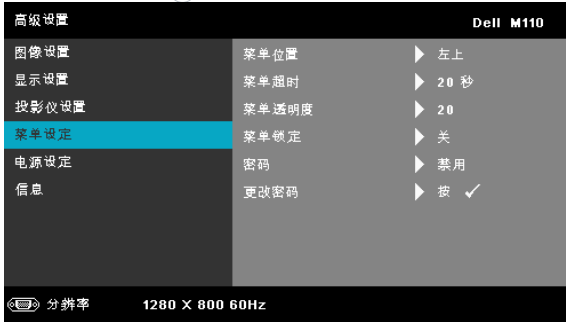 高级设置 Dell M110
图像设置
显示设置
投影仪设置
菜单设定
电源设定
信息
菜单位置 左上
菜单超时 20 秒
菜单透明度 20
菜单锁定 关
密码 禁用
更改密码 按 ✓
分辨率 1280 X 800 60Hz